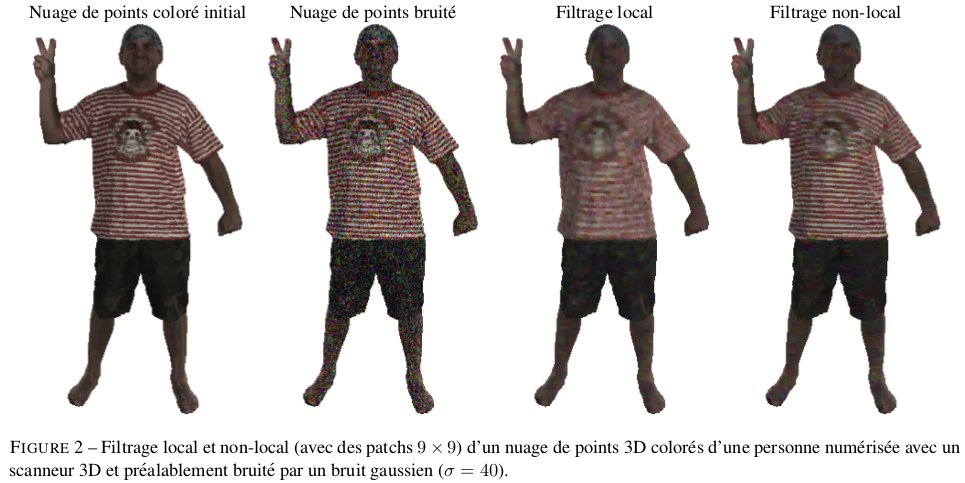 Nuage de points coloré initial
Nuage de points bruité
Filtrage local
Filtrage non-local
FIGURE 2 – Filtrage local et non-local (avec des patchs 9 × 9) d'un nuage de points 3D colorés d'une personne numérisée avec un
scanneur 3D et préalablement bruité par un bruit gaussien (σ = 40).